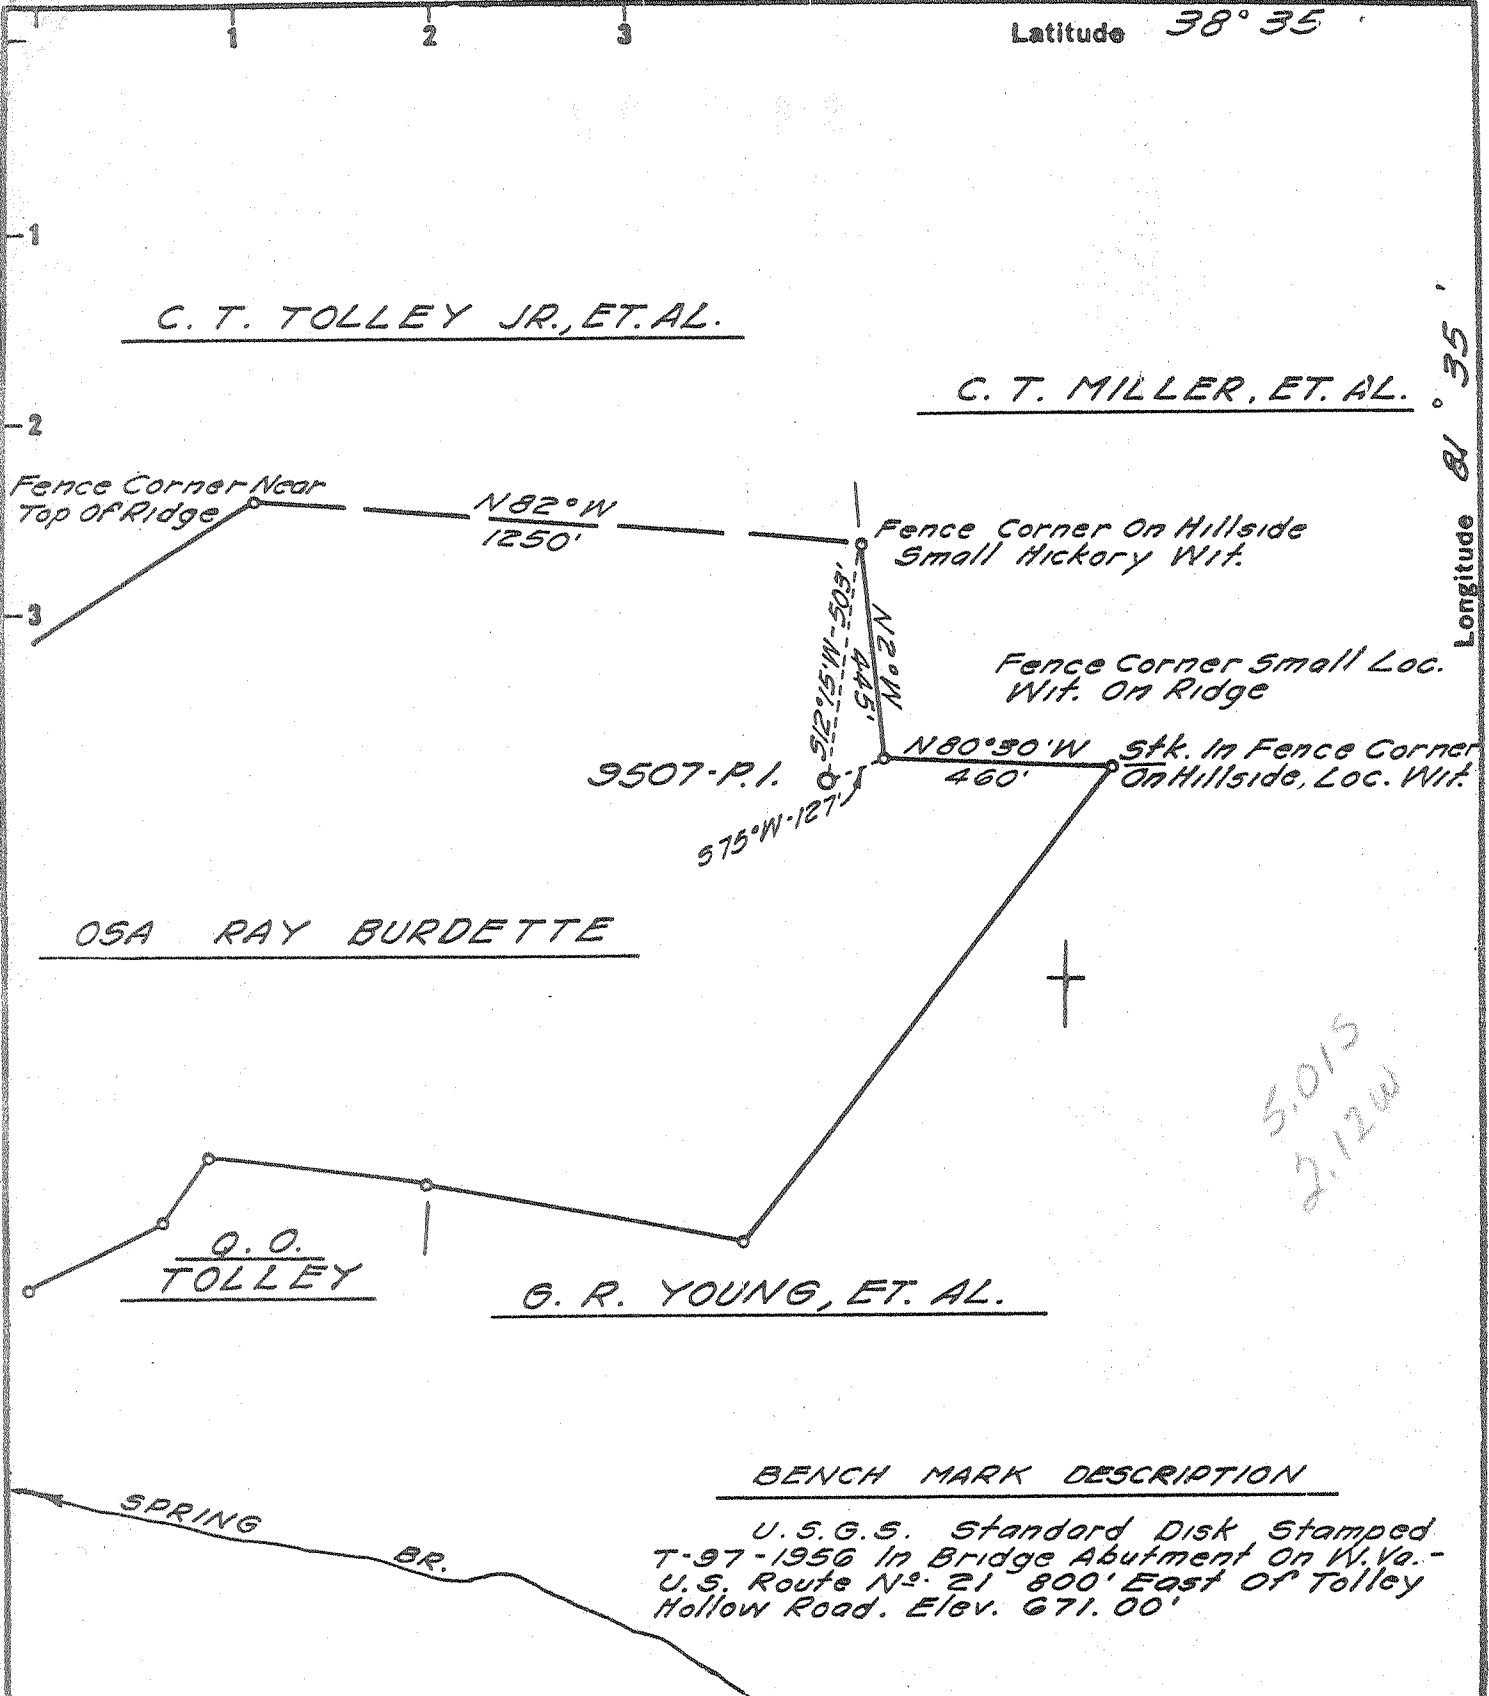 1 2 3 Latitude 38° 35 '
1
C. T. TOLLEY JR., ET. AL.
C. T. MILLER, ET. AL.
Longitude 81 ° 35 '
2
Fence Corner Near
Top Of Ridge
N82°W
1250'
Fence Corner On Hillside
Small Hickory Wit.
3
S12°15'W-503'
N2°W
445'
Fence Corner Small Loc.
Wit. On Ridge
N80°30'W
460'
Stk. In Fence Corner
On Hillside, Loc. Wit.
9507-P.I.
S75°W-127'
OSA RAY BURDETTE
5.01S
2.12W
Q. O.
TOLLEY
G. R. YOUNG, ET. AL.
BENCH MARK DESCRIPTION
U.S.G.S. Standard Disk Stamped
T-97-1956 In Bridge Abutment On W.Va.-
U.S. Route No. 21 800' East Of Tolley
Hollow Road. Elev. 671.00'
SPRING BR.